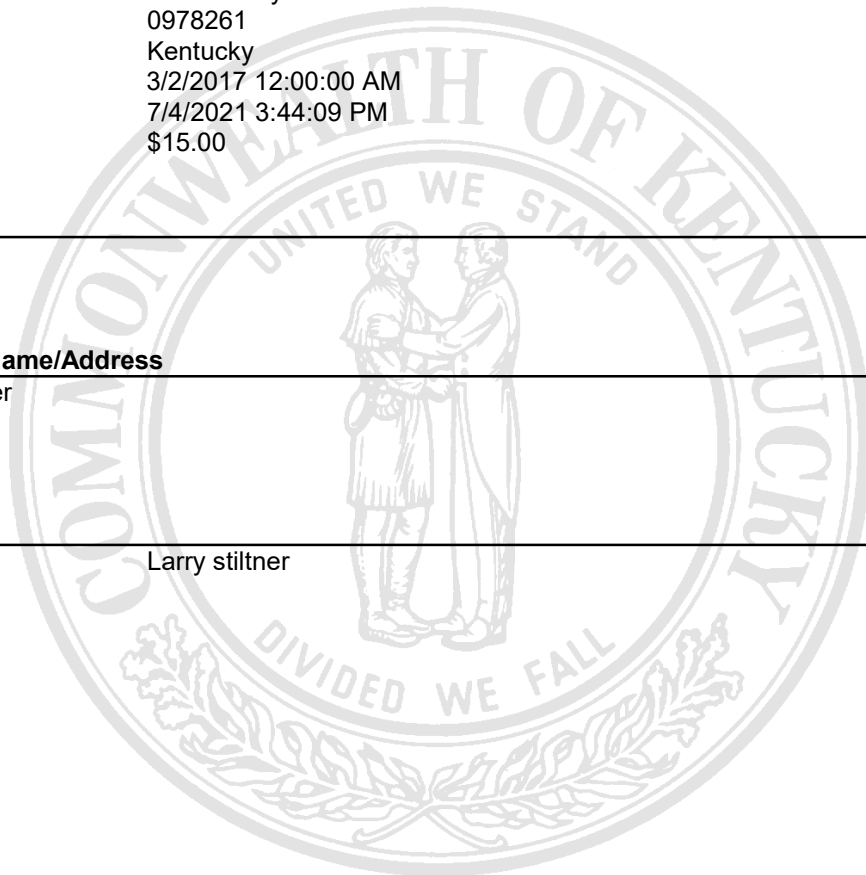 0978261
Kentucky
3/2/2017 12:00:00 AM
7/4/2021 3:44:09 PM
$15.00
COMMONWEALTH OF KENTUCKY
UNITED WE STAND
ame/Address
er
Larry stiltner
DIVIDED WE FALL